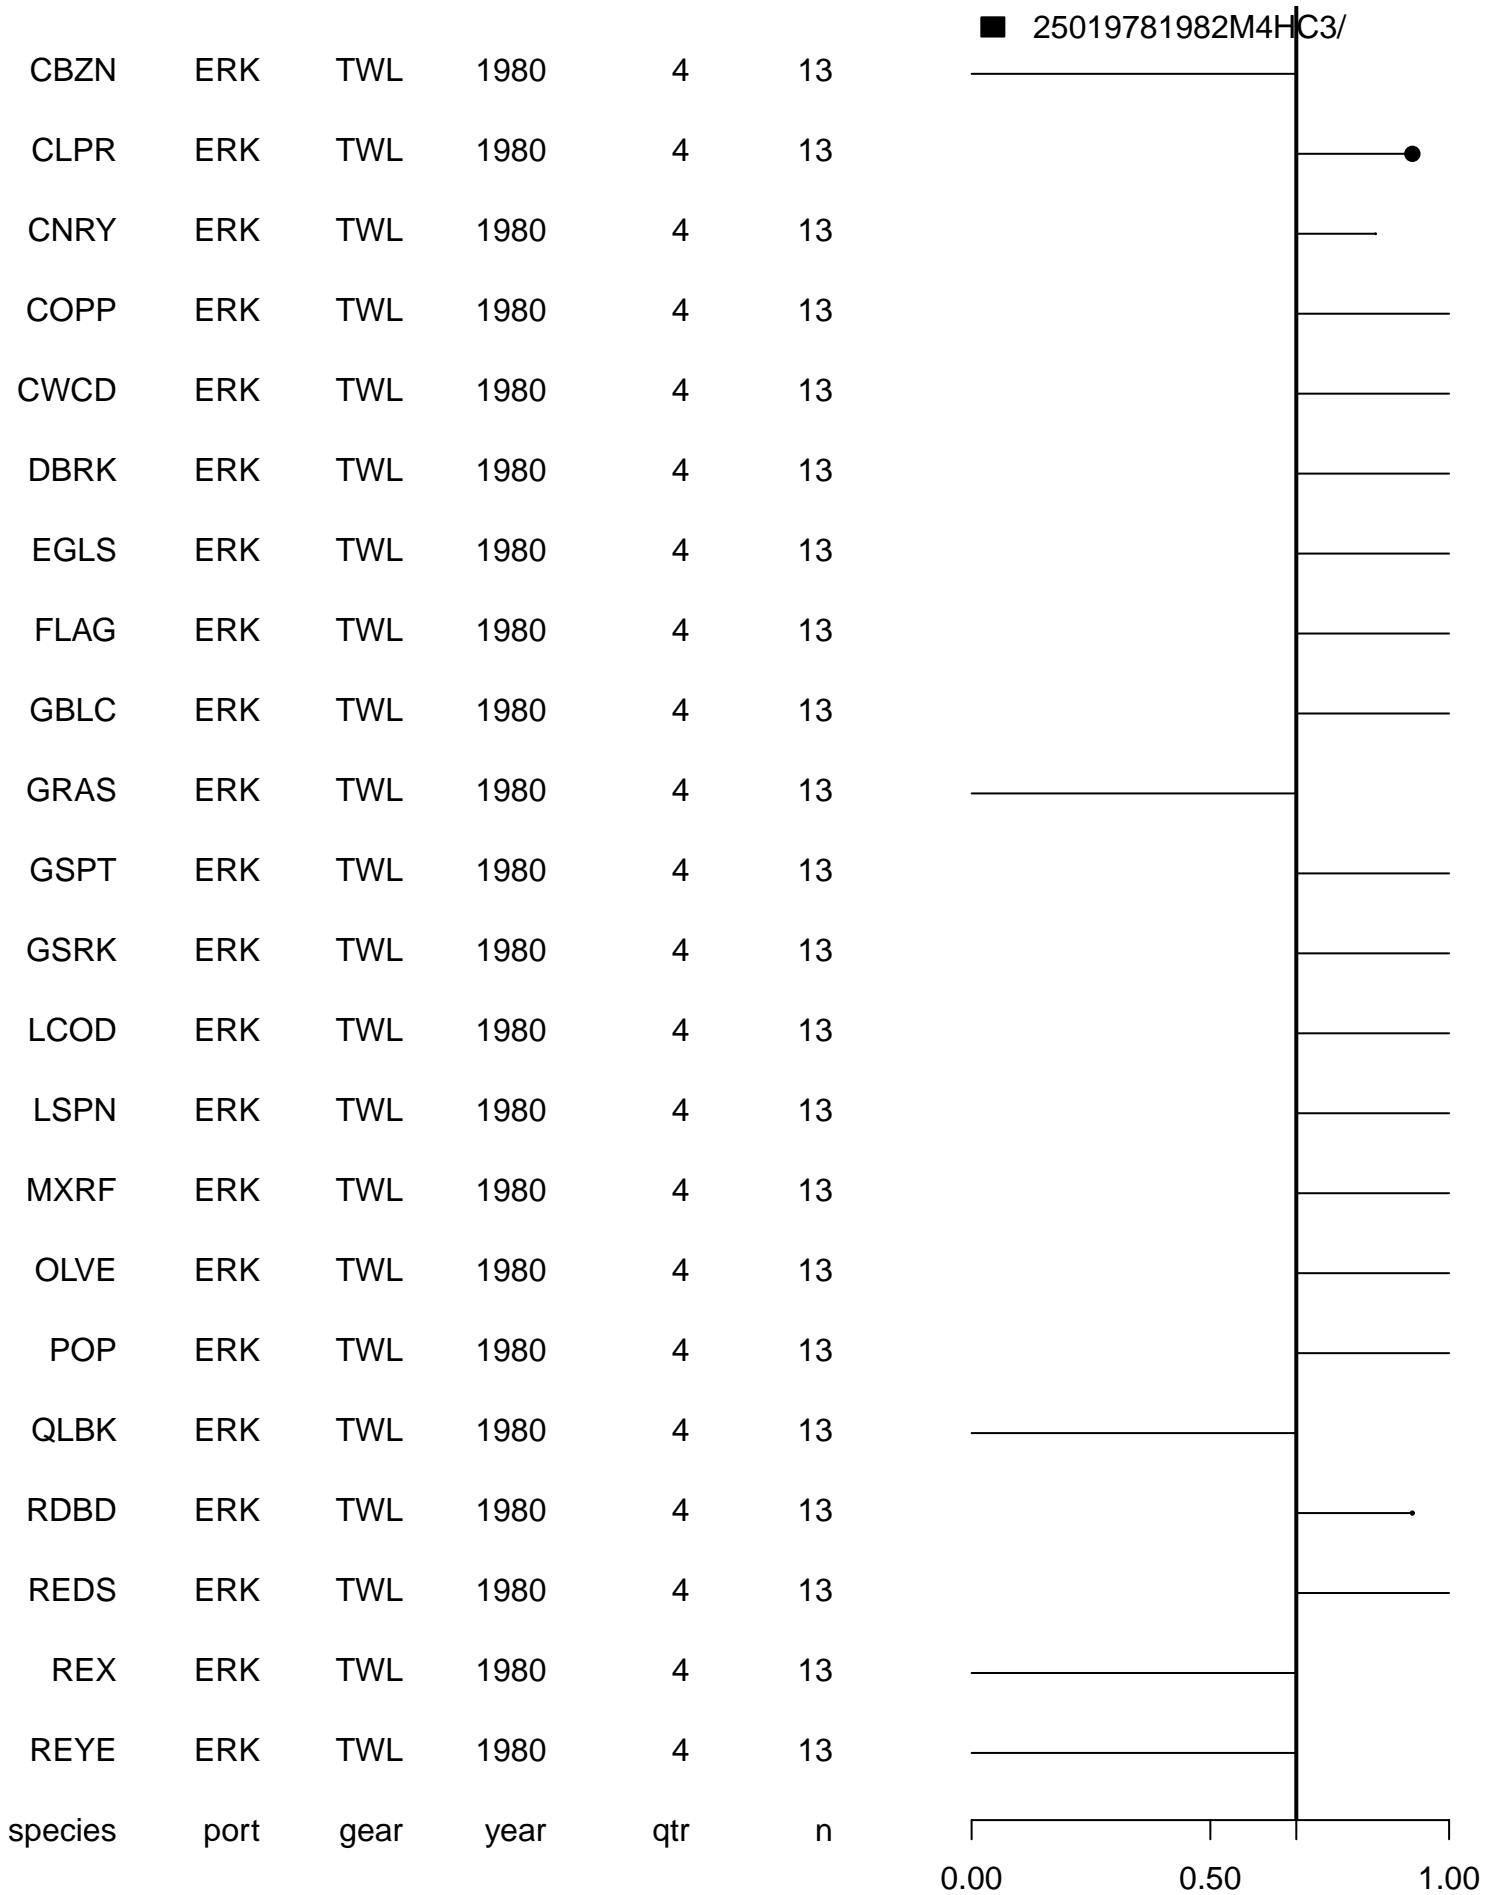 25019781982M4HC3/
CBZN ERK TWL 1980 4 13
CLPR ERK TWL 1980 4 13
CNRY ERK TWL 1980 4 13
COPP ERK TWL 1980 4 13
CWCD ERK TWL 1980 4 13
DBRK ERK TWL 1980 4 13
EGLS ERK TWL 1980 4 13
FLAG ERK TWL 1980 4 13
GBLC ERK TWL 1980 4 13
GRAS ERK TWL 1980 4 13
GSPT ERK TWL 1980 4 13
GSRK ERK TWL 1980 4 13
LCOD ERK TWL 1980 4 13
LSPN ERK TWL 1980 4 13
MXRF ERK TWL 1980 4 13
OLVE ERK TWL 1980 4 13
POP ERK TWL 1980 4 13
QLBK ERK TWL 1980 4 13
RDBD ERK TWL 1980 4 13
REDS ERK TWL 1980 4 13
REX ERK TWL 1980 4 13
REYE ERK TWL 1980 4 13
species port gear year qtr n
0.00 0.50 1.00